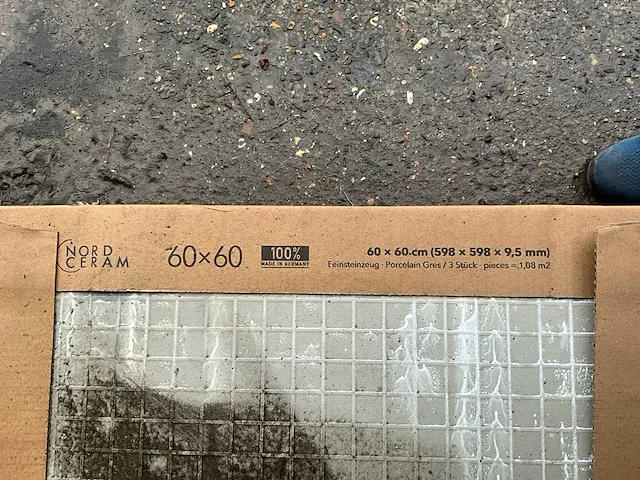 NORD
CERAM
60×60
100%
MADE IN GERMANY
60 × 60 cm (598 × 598 × 9,5 mm)
Feinsteinzeug · Porcelain Gres / 3 Stück · pieces = 1,08 m2